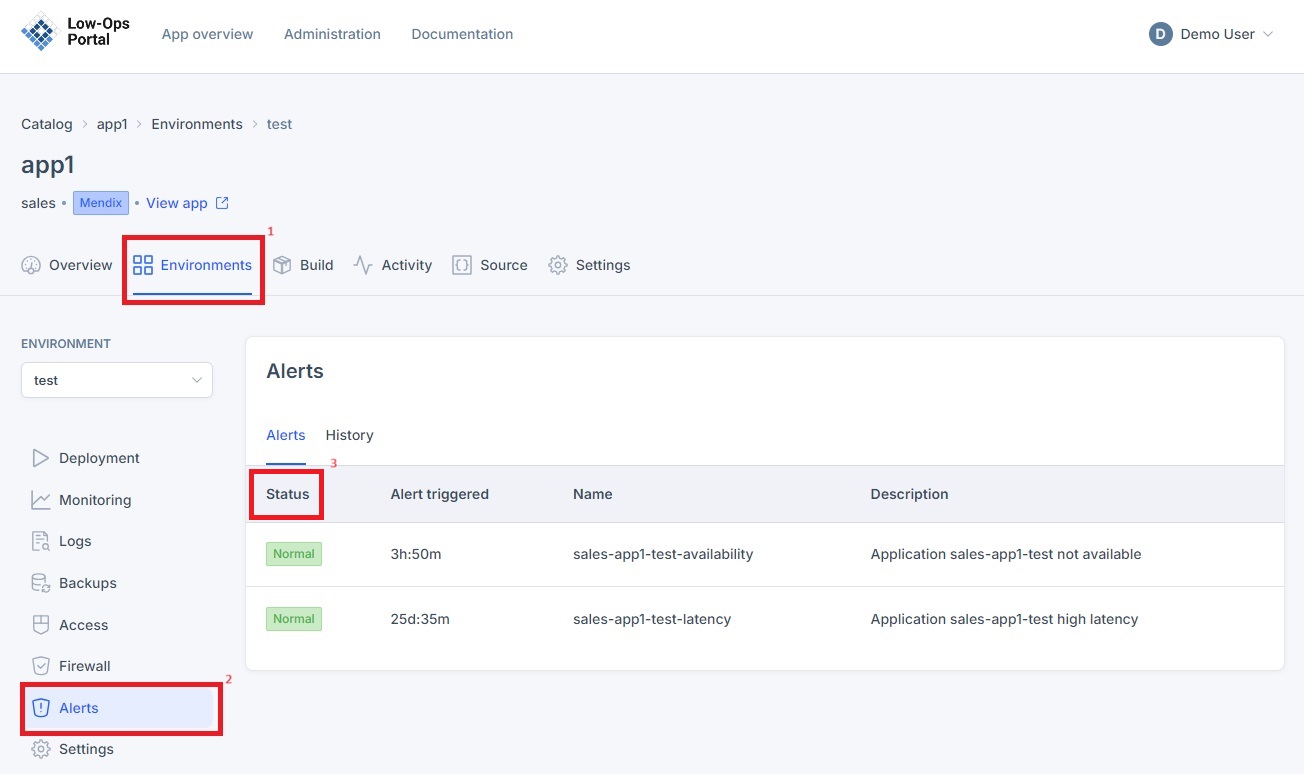 Low-Ops
Portal
App overview Administration Documentation
D Demo User
Catalog > app1 > Environments > test
app1
sales • Mendix • View app
1
Overview Environments Build Activity Source Settings
ENVIRONMENT
test
Deployment
Monitoring
Logs
Backups
Access
Firewall
2
Alerts
Settings
Alerts
Alerts History
3
Status Alert triggered Name Description
Normal 3h:50m sales-app1-test-availability Application sales-app1-test not available
Normal 25d:35m sales-app1-test-latency Application sales-app1-test high latency